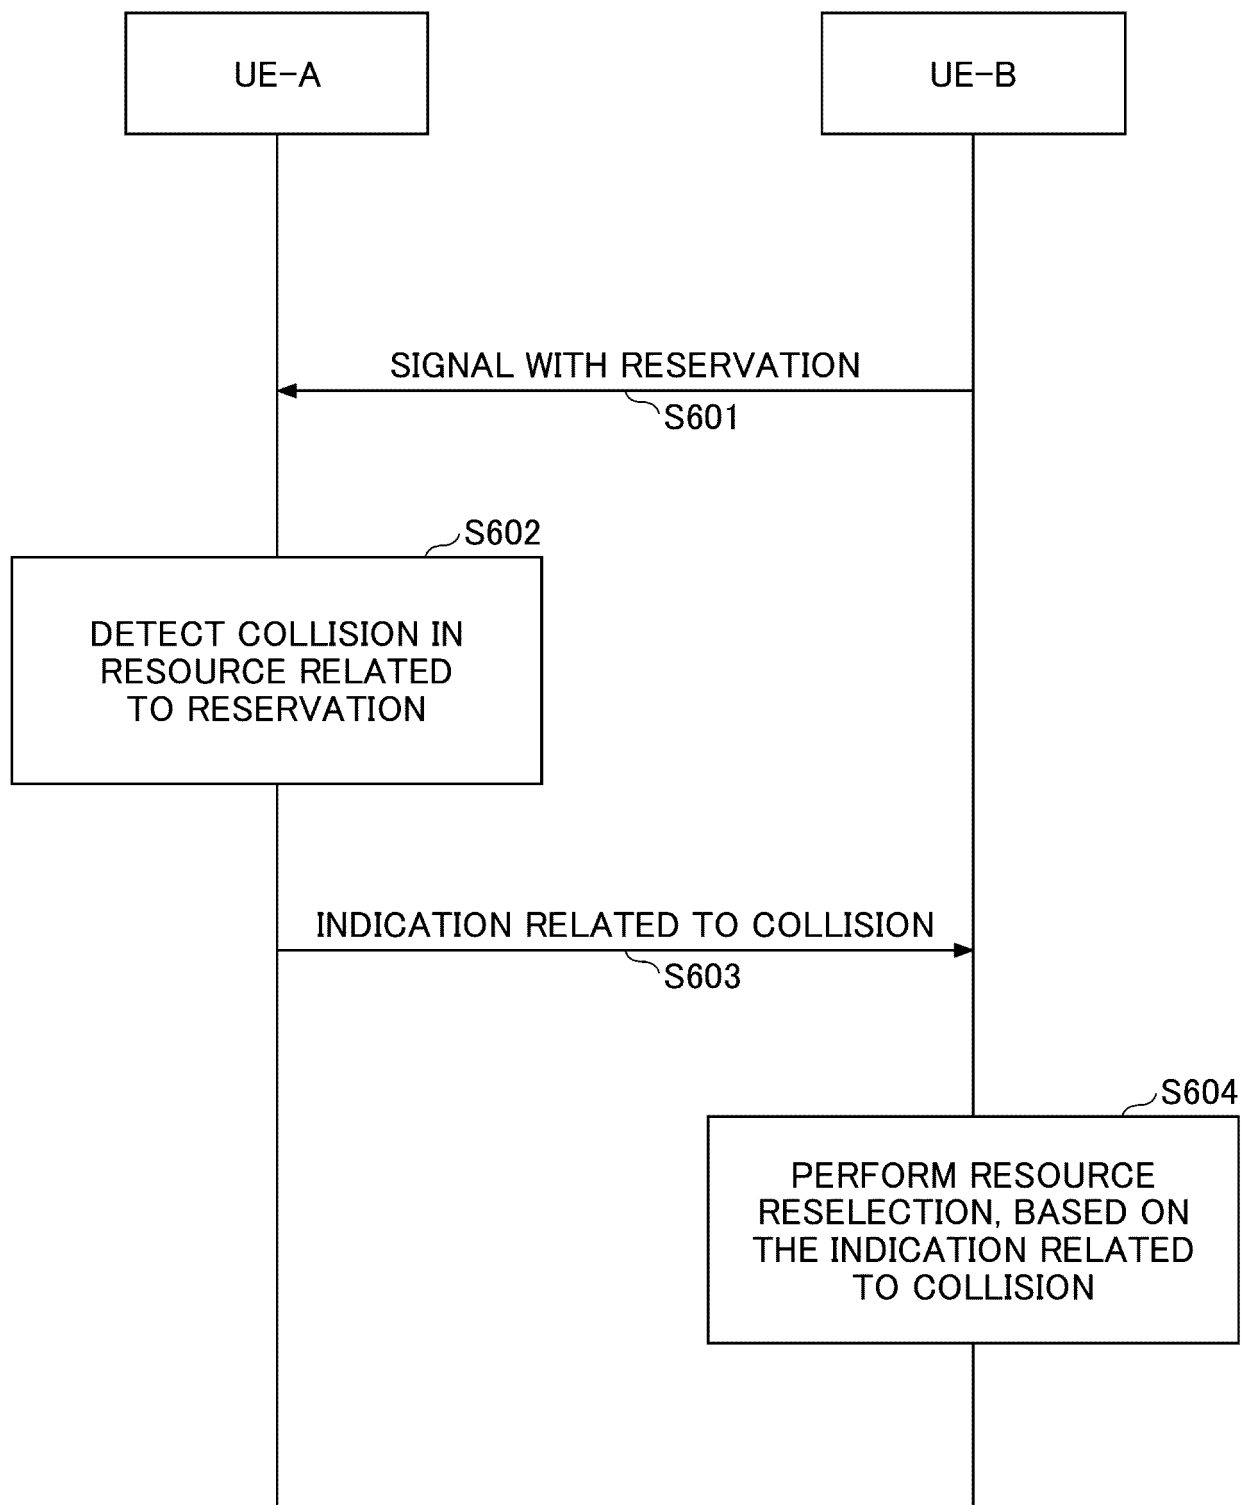 UE-A
UE-B
SIGNAL WITH RESERVATION
S601
S602
DETECT COLLISION IN
RESOURCE RELATED
TO RESERVATION
INDICATION RELATED TO COLLISION
S603
S604
PERFORM RESOURCE
RESELECTION, BASED ON
THE INDICATION RELATED
TO COLLISION